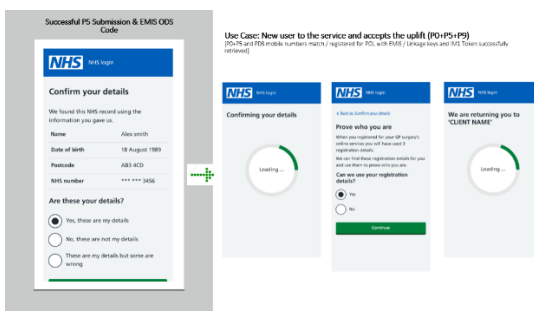 Successful P5 Submission & EMIS ODS
Code
NHS NHS login
Confirm your details
We found this NHS record using the
information you gave us.
Name Alex smith
Date of birth 18 August 1989
Postcode AB3 4CD
NHS number *** *** 3456
Are these your details?
Yes, these are my details
No, these are not my details
These are my details but some are
wrong
Use Case: New user to the service and accepts the uplift (P0+P5+P9)
[P0+P5 and PDS mobile numbers match / registered for POL with EMIS / Linkage keys and IM1 Token successfully
retrieved]
NHS NHS login
Confirming your details
Loading ...
NHS NHS login
Back to Confirm your details
Prove who you are
When you registered for your GP surgery's
online services you will have used 3
registration details.
We can find these registration details for you
and use them to prove who you are.
Can we use your registration
details?
Yes
No
Continue
NHS NHS login
We are returning you to
'CLIENT NAME'
Loading ...